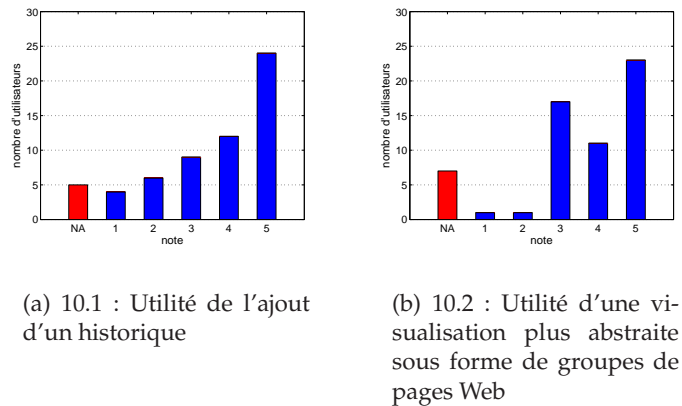 30
25
20
15
10
5
0
nombre d'utilisateurs
NA 1 2 3 4 5
note
30
25
20
15
10
5
0
nombre d'utilisateurs
NA 1 2 3 4 5
note
(a) 10.1 : Utilité de l'ajout
d'un historique
(b) 10.2 : Utilité d'une vi-
sualisation plus abstraite
sous forme de groupes de
pages Web